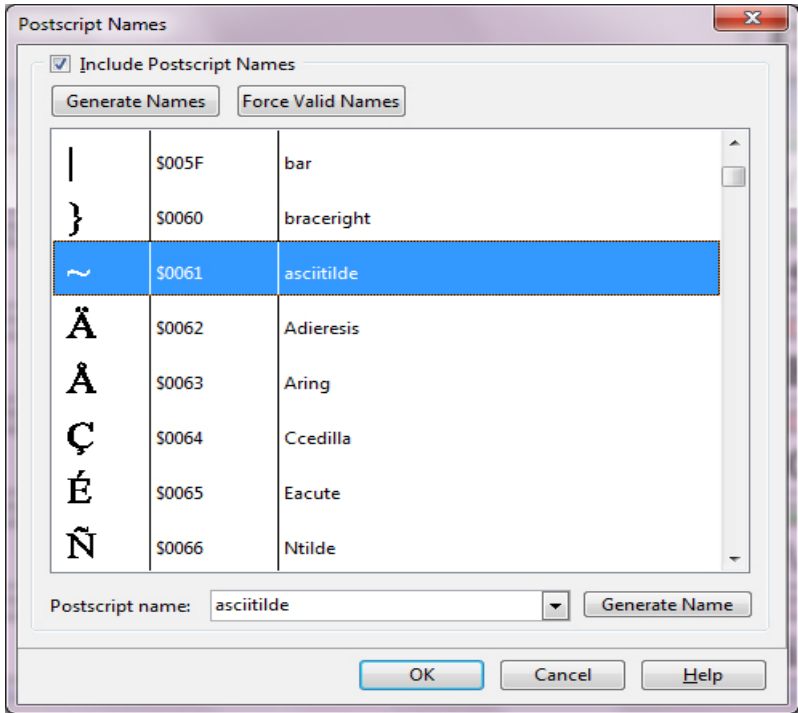 Postscript Names
Include Postscript Names
Generate Names Force Valid Names
| $005F bar
} $0060 braceright
~ $0061 asciitilde
Ä $0062 Adieresis
Å $0063 Aring
Ç $0064 Ccedilla
É $0065 Eacute
Ñ $0066 Ntilde
Postscript name: asciitilde Generate Name
OK Cancel Help